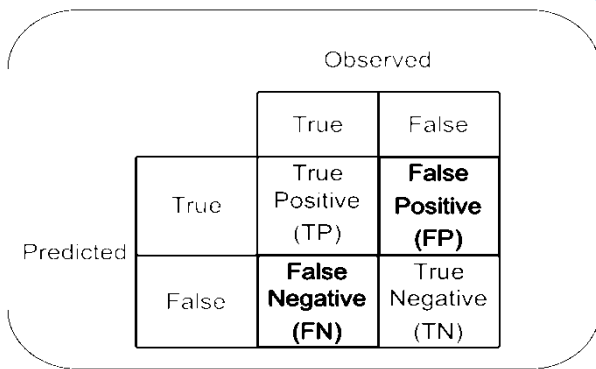 Observed
True False
True
True Positive (TP)
False Positive (FP)
Predicted
False
False Negative (FN)
True Negative (TN)